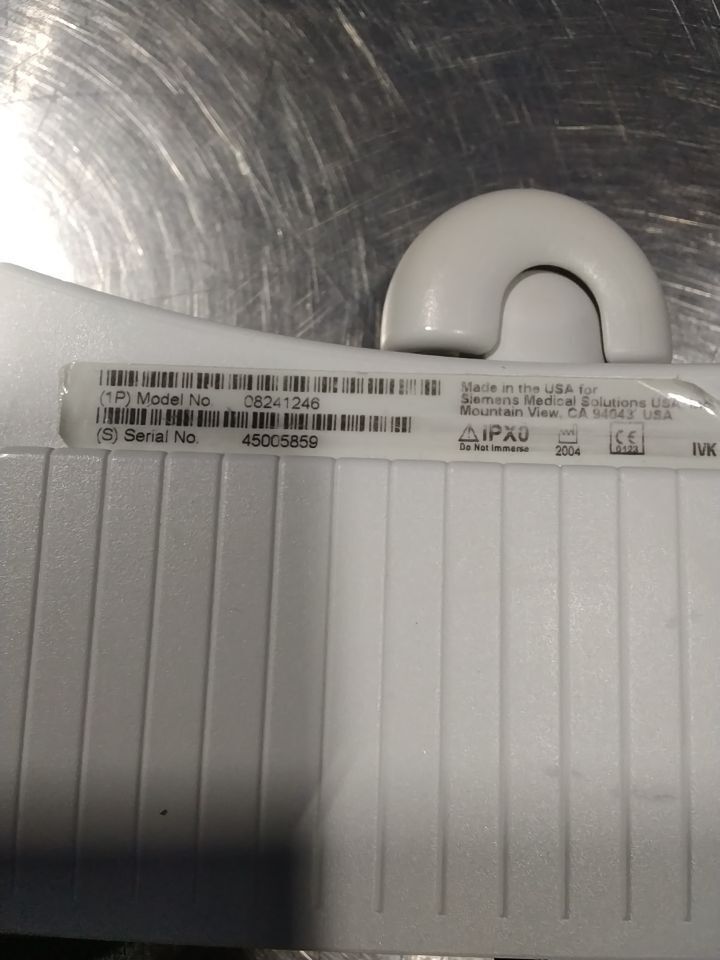 (1P) Model No. 08241246
(S) Serial No. 45005859
Made in the USA for
Siemens Medical Solutions USA
Mountain View, CA 94043 USA
IPX0
Do Not Immerse
2004
CE
0123
IVK